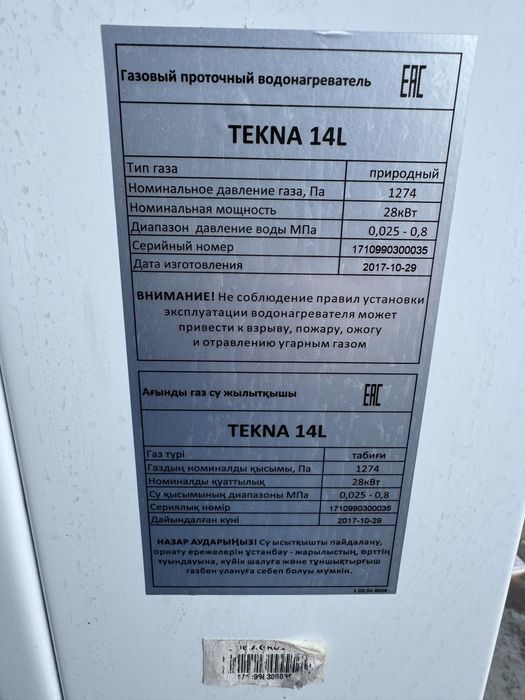 Газовый проточный водонагреватель EAC
TEKNA 14L
Тип газа природный
Номинальное давление газа, Па 1274
Номинальная мощность 28кВт
Диапазон давление воды МПа 0,025 - 0,8
Серийный номер 1710990300035
Дата изготовления 2017-10-29
ВНИМАНИЕ! Не соблюдение правил установки
эксплуатации водонагревателя может
привести к взрыву, пожару, ожогу
и отравлению угарным газом
Ағынды газ су жылытқышы EAC
TEKNA 14L
Газ түрі табиғи
Газдың номиналды қысымы, Па 1274
Номиналды қуаттылық 28кВт
Су қысымының диапазоны МПа 0,025 - 0,8
Сериялық нөмір 1710990300035
Дайындалған күні 2017-10-29
НАЗАР АУДАРЫҢЫЗ! Су ысытқышты пайдалану,
орнату ережелерін ұстанбау - жарылыстың, өрттің
туындауына, күйік шалуға және тұншықтырғыш
газбен улануға себеп болуы мүмкін.